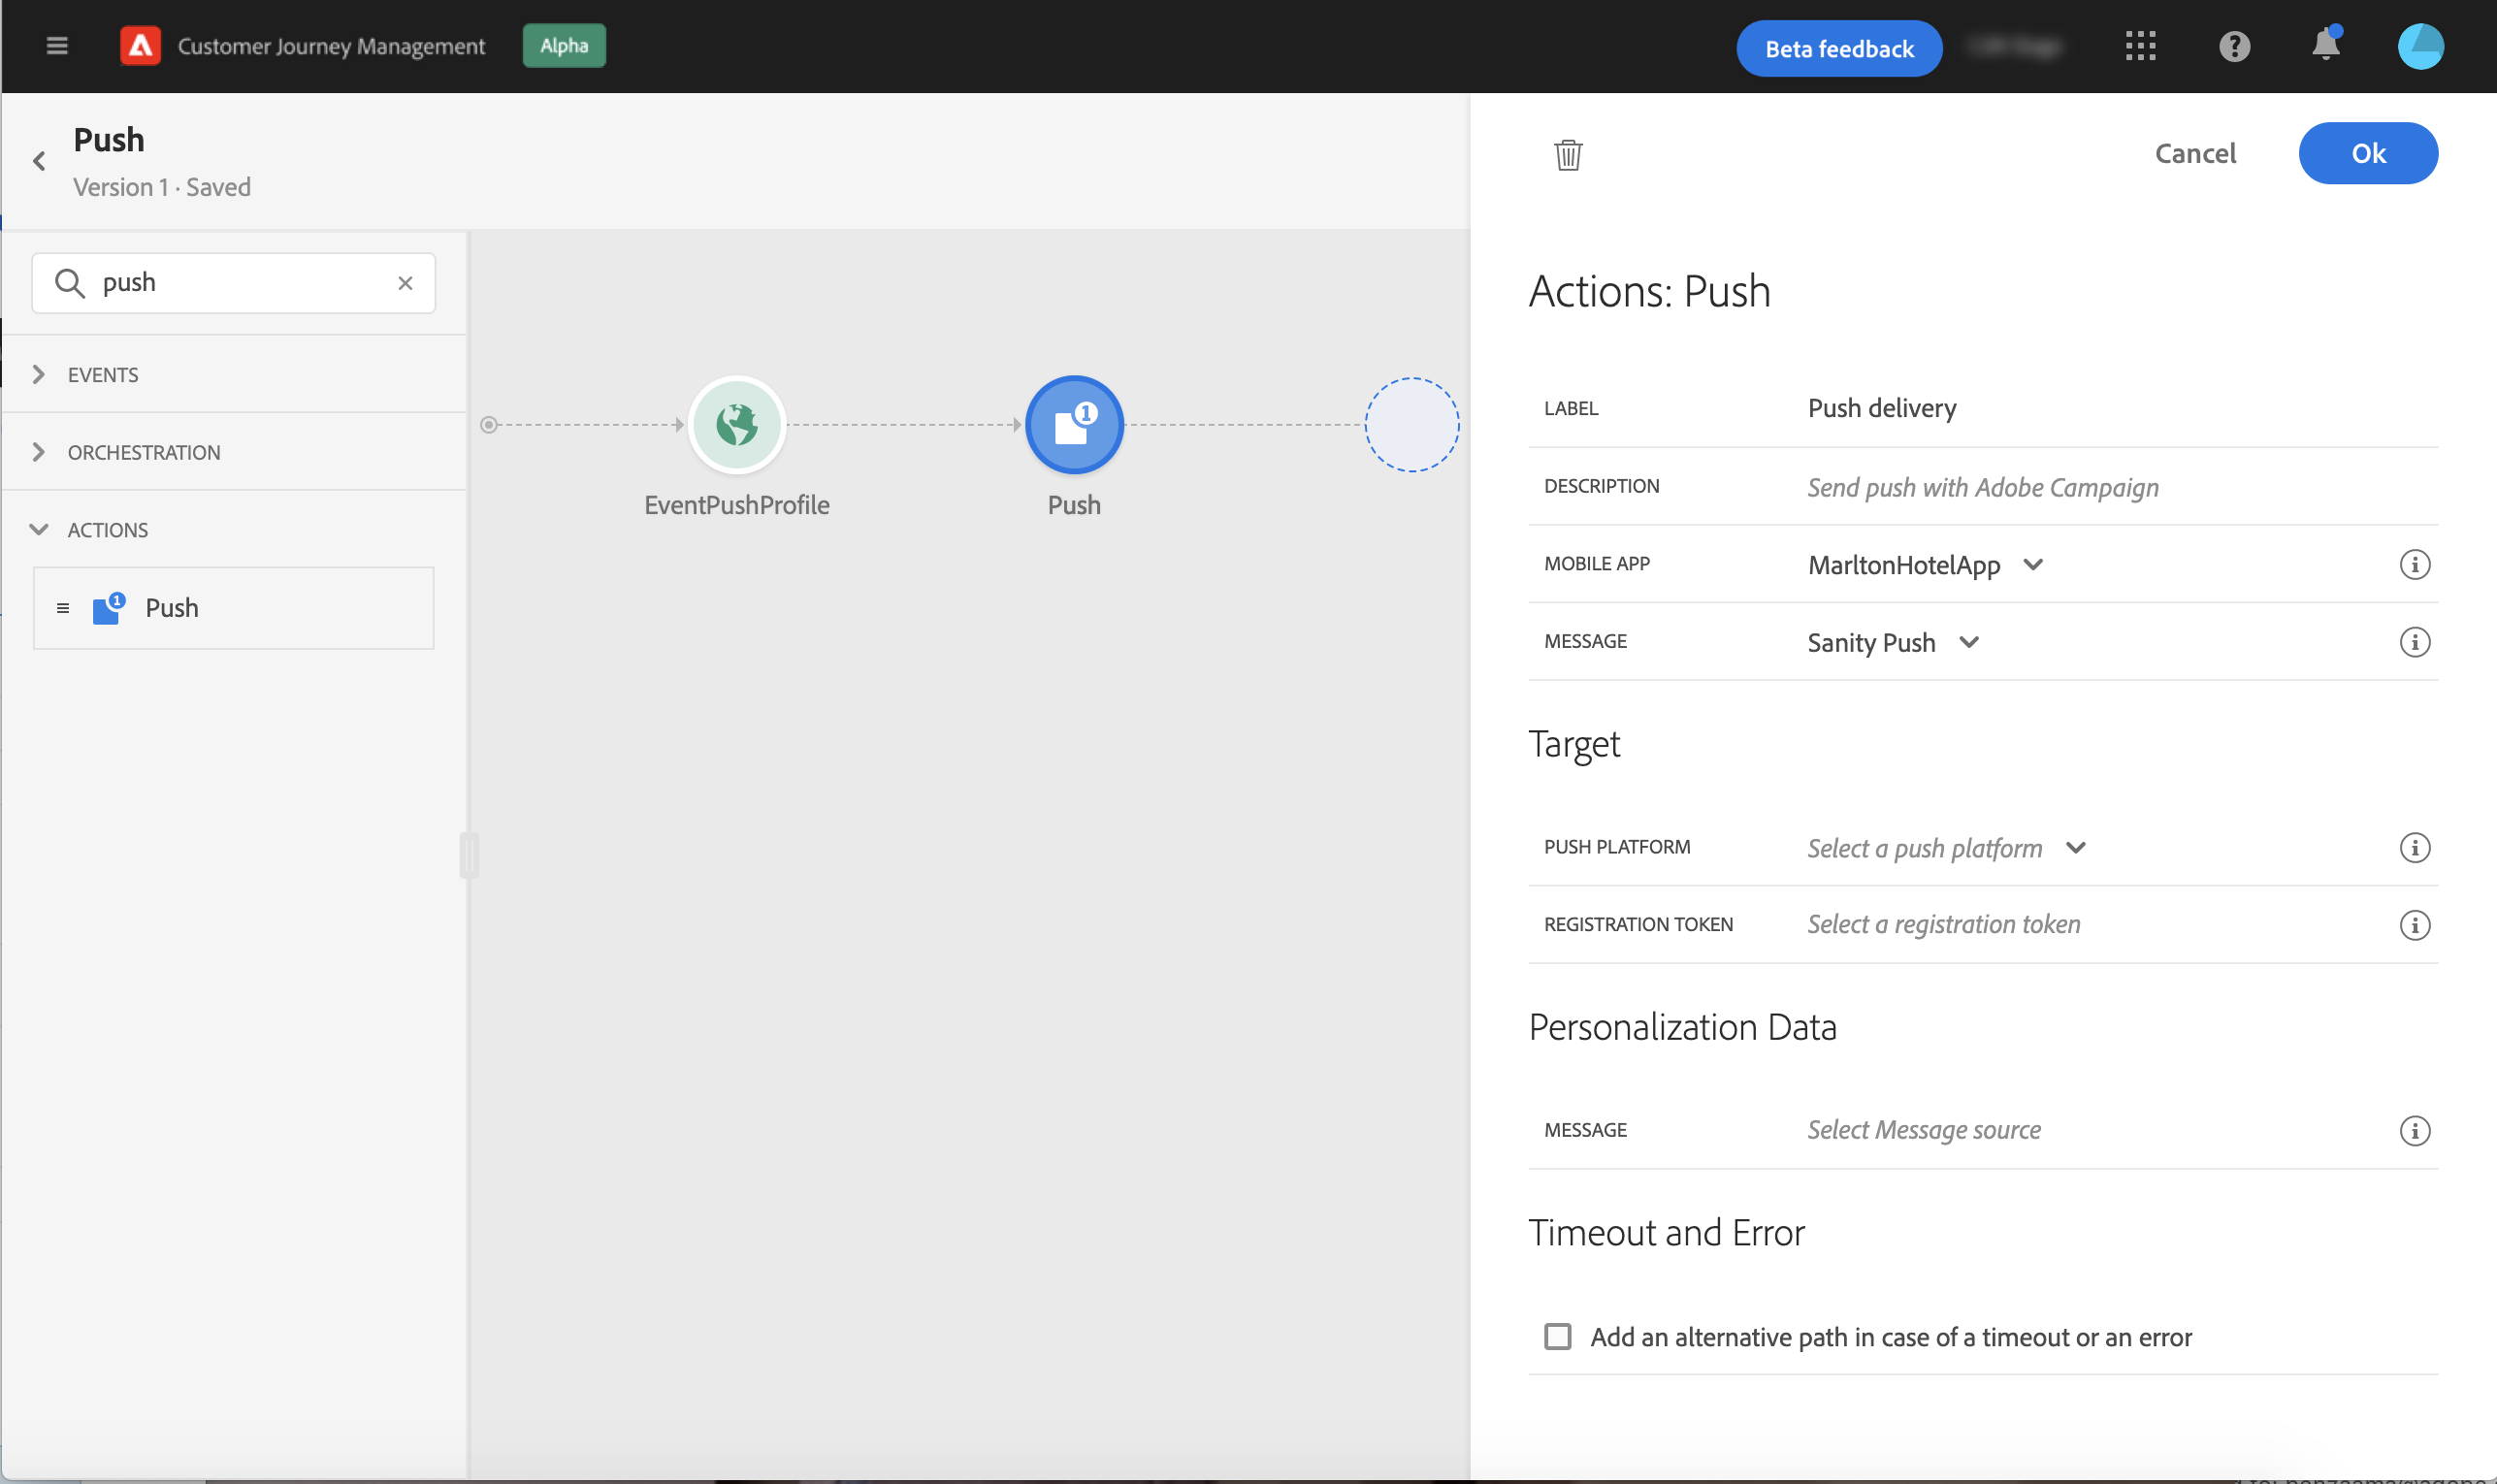 Customer Journey Management
Alpha
Beta feedback
Push
Version 1 · Saved
Cancel
Ok
push
EVENTS
ORCHESTRATION
ACTIONS
Push
EventPushProfile
Push
Actions: Push
LABEL Push delivery
DESCRIPTION Send push with Adobe Campaign
MOBILE APP MarltonHotelApp
MESSAGE Sanity Push
Target
PUSH PLATFORM Select a push platform
REGISTRATION TOKEN Select a registration token
Personalization Data
MESSAGE Select Message source
Timeout and Error
Add an alternative path in case of a timeout or an error